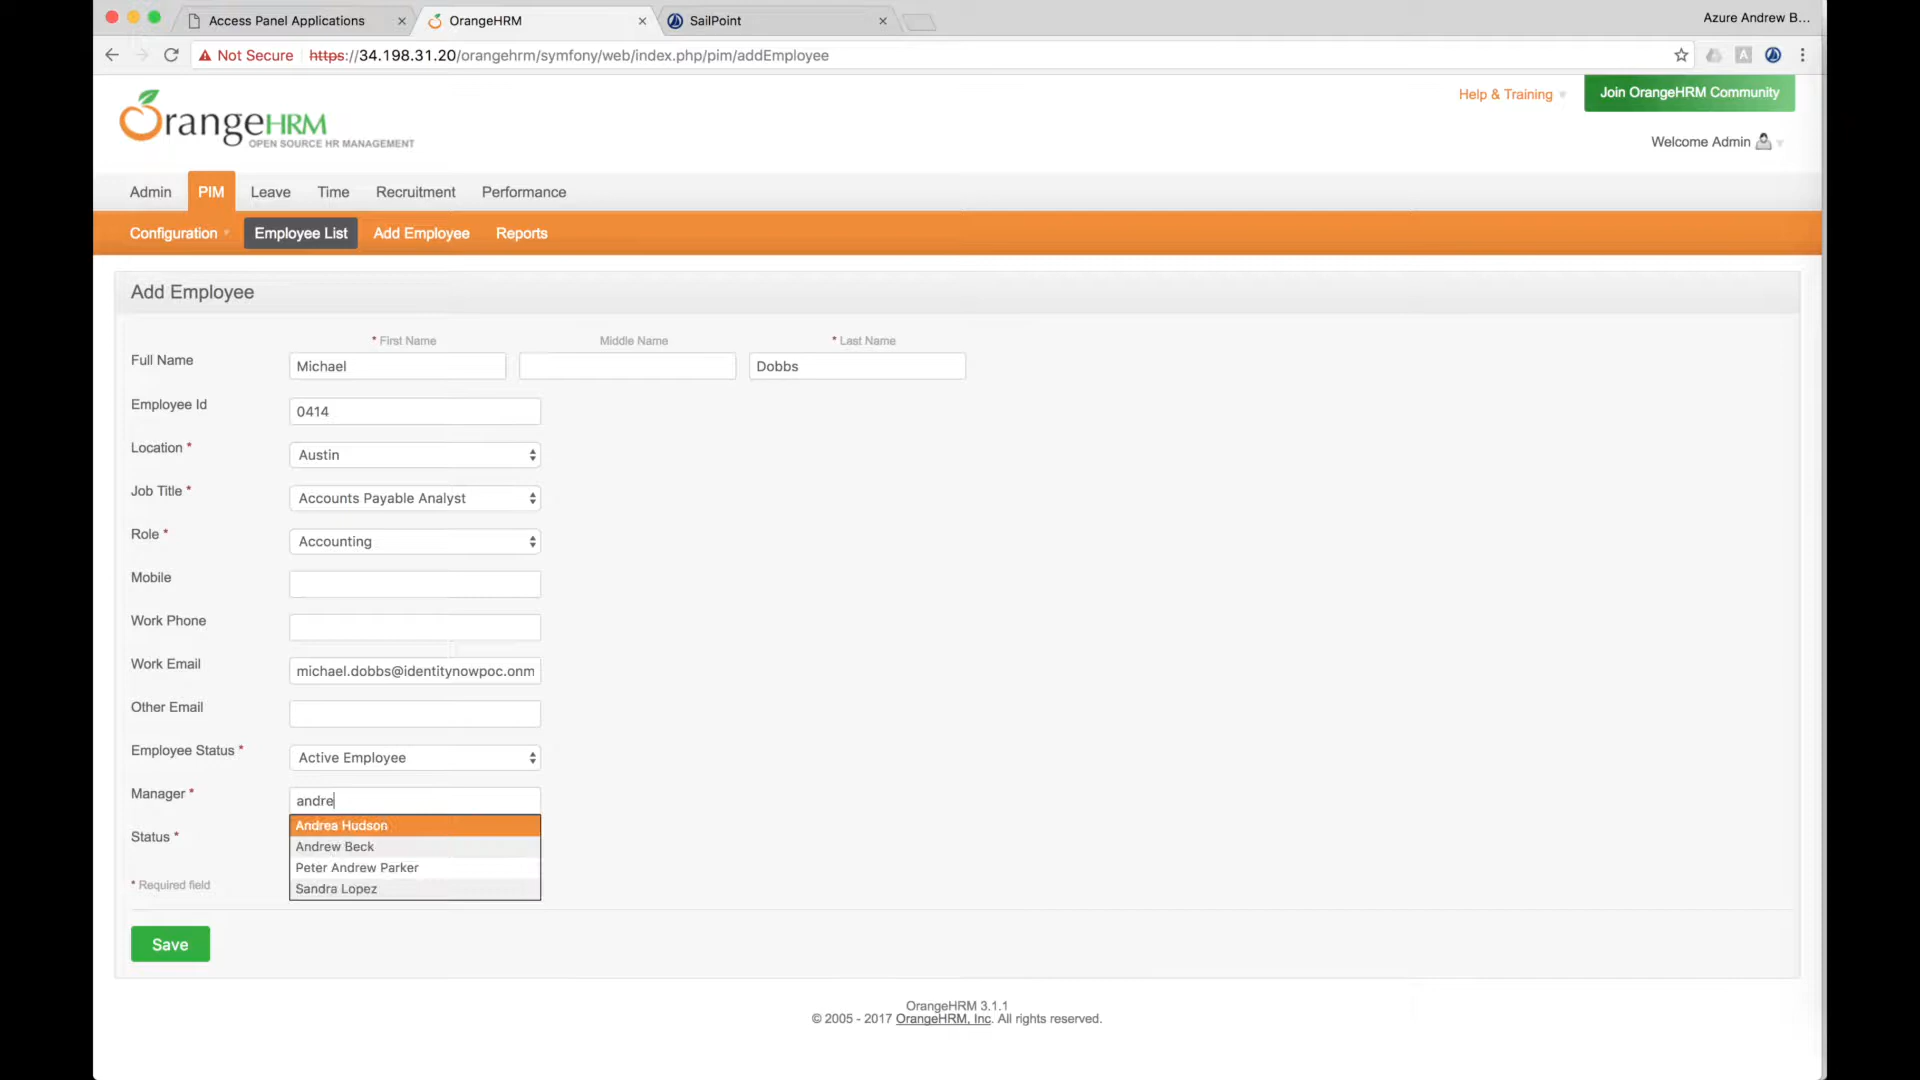 Access Panel Applications
OrangeHRM
SailPoint
Azure Andrew B...
Not Secure https://34.198.31.20/orangehrm/symfony/web/index.php/pim/addEmployee
A
OrangeHRM
OPEN SOURCE HR MANAGEMENT
Help & Training
Join OrangeHRM Community
Welcome Admin
Admin PIM Leave Time Recruitment Performance
Configuration Employee List Add Employee Reports
Add Employee
* First Name Middle Name * Last Name
Full Name Michael Dobbs
Employee Id 0414
Location * Austin
Job Title * Accounts Payable Analyst
Role * Accounting
Mobile
Work Phone
Work Email michael.dobbs@identitynowpoc.onm
Other Email
Employee Status * Active Employee
Manager * andre
Andrea Hudson
Status *
Andrew Beck
Peter Andrew Parker
Sandra Lopez
* Required field
Save
OrangeHRM 3.1.1
© 2005 - 2017 OrangeHRM, Inc. All rights reserved.